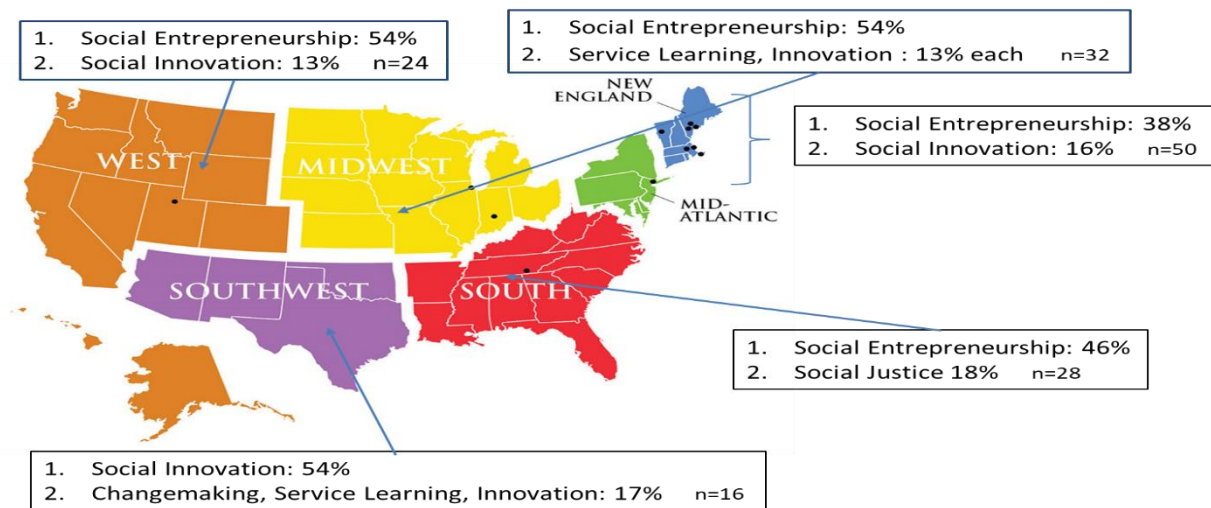 1. Social Entrepreneurship: 54%
2. Social Innovation: 13% n=24
1. Social Entrepreneurship: 54%
2. Service Learning, Innovation : 13% each n=32
NEW
ENGLAND
1. Social Entrepreneurship: 38%
2. Social Innovation: 16% n=50
WEST
MIDWEST
MID-
ATLANTIC
SOUTHWEST
SOUTH
1. Social Entrepreneurship: 46%
2. Social Justice 18% n=28
1. Social Innovation: 54%
2. Changemaking, Service Learning, Innovation: 17% n=16